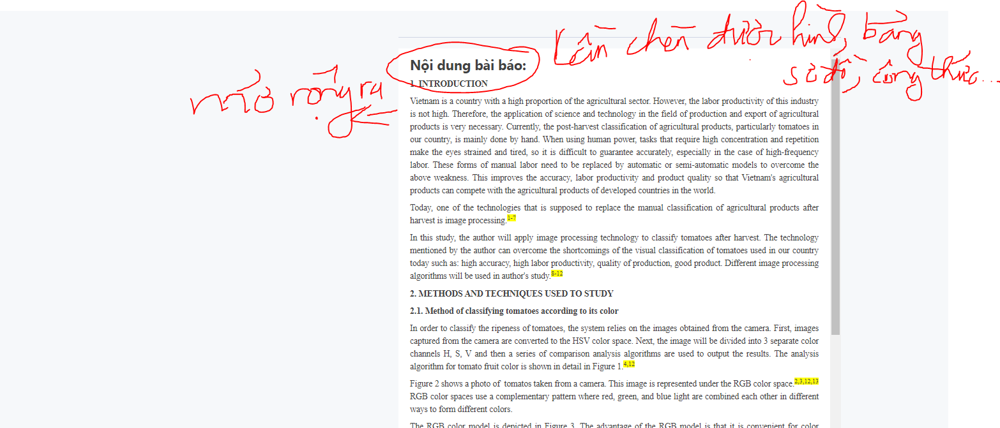 Cần chèn được hình, bảng
sơ đồ, công thức...
mở rộng ra
Nội dung bài báo:
1. INTRODUCTION
Vietnam is a country with a high proportion of the agricultural sector. However, the labor productivity of this industry
is not high. Therefore, the application of science and technology in the field of production and export of agricultural
products is very necessary. Currently, the post-harvest classification of agricultural products, particularly tomatoes in
our country, is mainly done by hand. When using human power, tasks that require high concentration and repetition
make the eyes strained and tired, so it is difficult to guarantee accurately, especially in the case of high-frequency
labor. These forms of manual labor need to be replaced by automatic or semi-automatic models to overcome the
above weakness. This improves the accuracy, labor productivity and product quality so that Vietnam's agricultural
products can compete with the agricultural products of developed countries in the world.
Today, one of the technologies that is supposed to replace the manual classification of agricultural products after
harvest is image processing.1-7
In this study, the author will apply image processing technology to classify tomatoes after harvest. The technology
mentioned by the author can overcome the shortcomings of the visual classification of tomatoes used in our country
today such as: high accuracy, high labor productivity, quality of production, good product. Different image processing
algorithms will be used in author's study.8-12
2. METHODS AND TECHNIQUES USED TO STUDY
2.1. Method of classifying tomatoes according to its color
In order to classify the ripeness of tomatoes, the system relies on the images obtained from the camera. First, images
captured from the camera are converted to the HSV color space. Next, the image will be divided into 3 separate color
channels H, S, V and then a series of comparison analysis algorithms are used to output the results. The analysis
algorithm for tomato fruit color is shown in detail in Figure 1.4,12
Figure 2 shows a photo of tomatos taken from a camera. This image is represented under the RGB color space.2,3,12,13
RGB color spaces use a complementary pattern where red, green, and blue light are combined each other in different
ways to form different colors.
The RGB color model is depicted in Figure 3. The advantage of the RGB model is that it is convenient for color